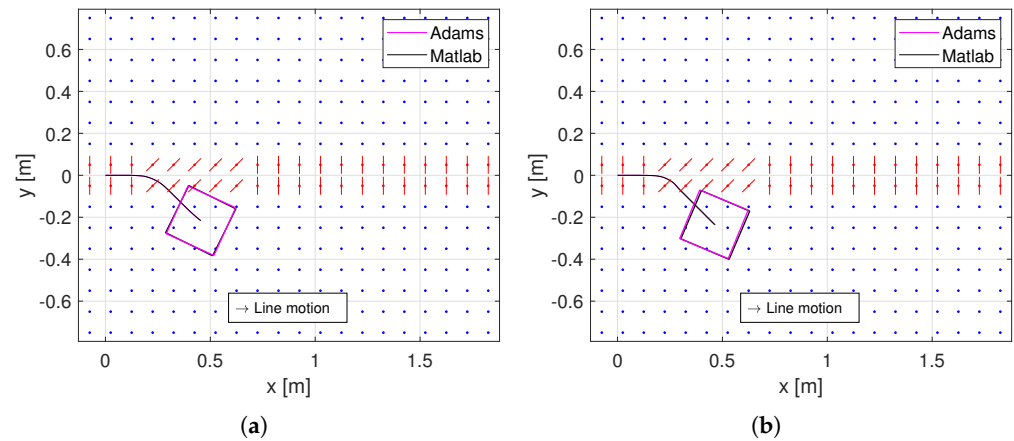 Adams
Matlab
0.6
0.4
0.2
0
-0.2
-0.4
-0.6
y [m]
→ Line motion
0 0.5 1 1.5
x [m]
(a)
Adams
Matlab
0.6
0.4
0.2
0
-0.2
-0.4
-0.6
y [m]
→ Line motion
0 0.5 1 1.5
x [m]
(b)